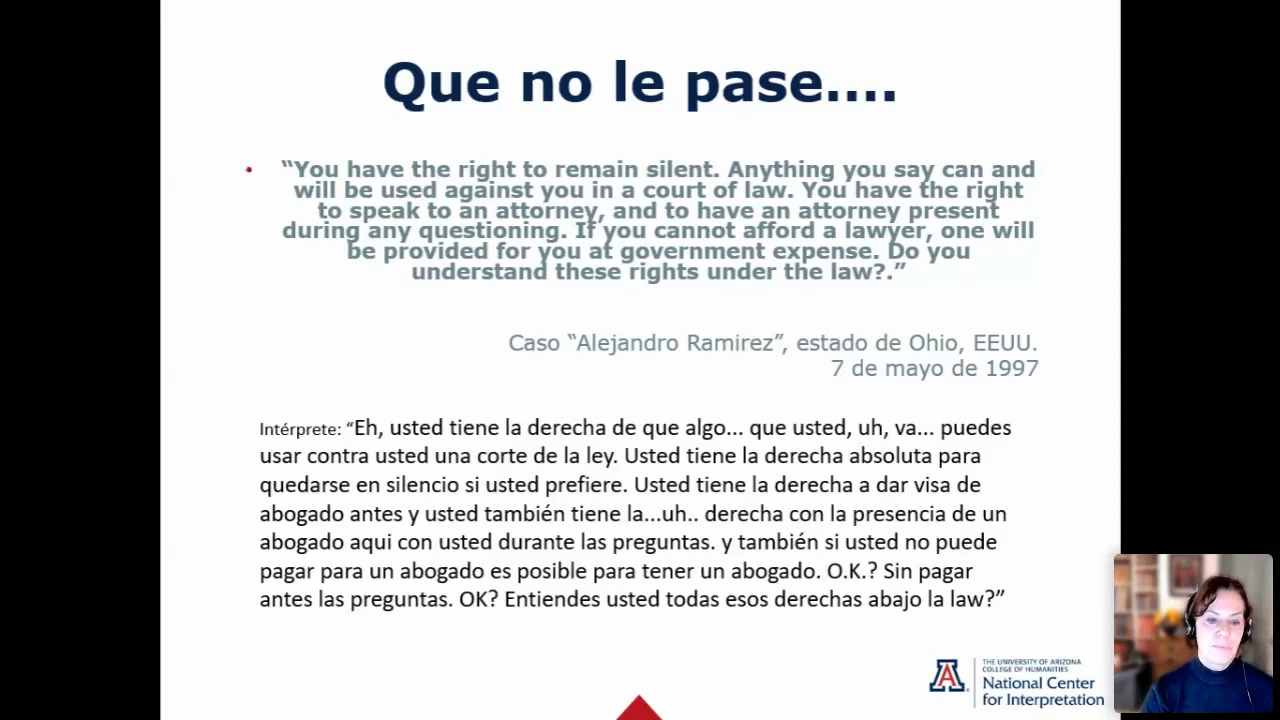 Que no le pase....
• “You have the right to remain silent. Anything you say can and
will be used against you in a court of law. You have the right
to speak to an attorney, and to have an attorney present
during any questioning. If you cannot afford a lawyer, one will
be provided for you at government expense. Do you
understand these rights under the law?.”
Caso “Alejandro Ramirez”, estado de Ohio, EEUU.
7 de mayo de 1997
Intérprete: “Eh, usted tiene la derecha de que algo... que usted, uh, va... puedes
usar contra usted una corte de la ley. Usted tiene la derecha absoluta para
quedarse en silencio si usted prefiere. Usted tiene la derecha a dar visa de
abogado antes y usted también tiene la...uh.. derecha con la presencia de un
abogado aqui con usted durante las preguntas. y también si usted no puede
pagar para un abogado es posible para tener un abogado. O.K.? Sin pagar
antes las preguntas. OK? Entiendes usted todas esos derechas abajo la law?”
THE UNIVERSITY OF ARIZONA
COLLEGE OF HUMANITIES
National Center
for Interpretation